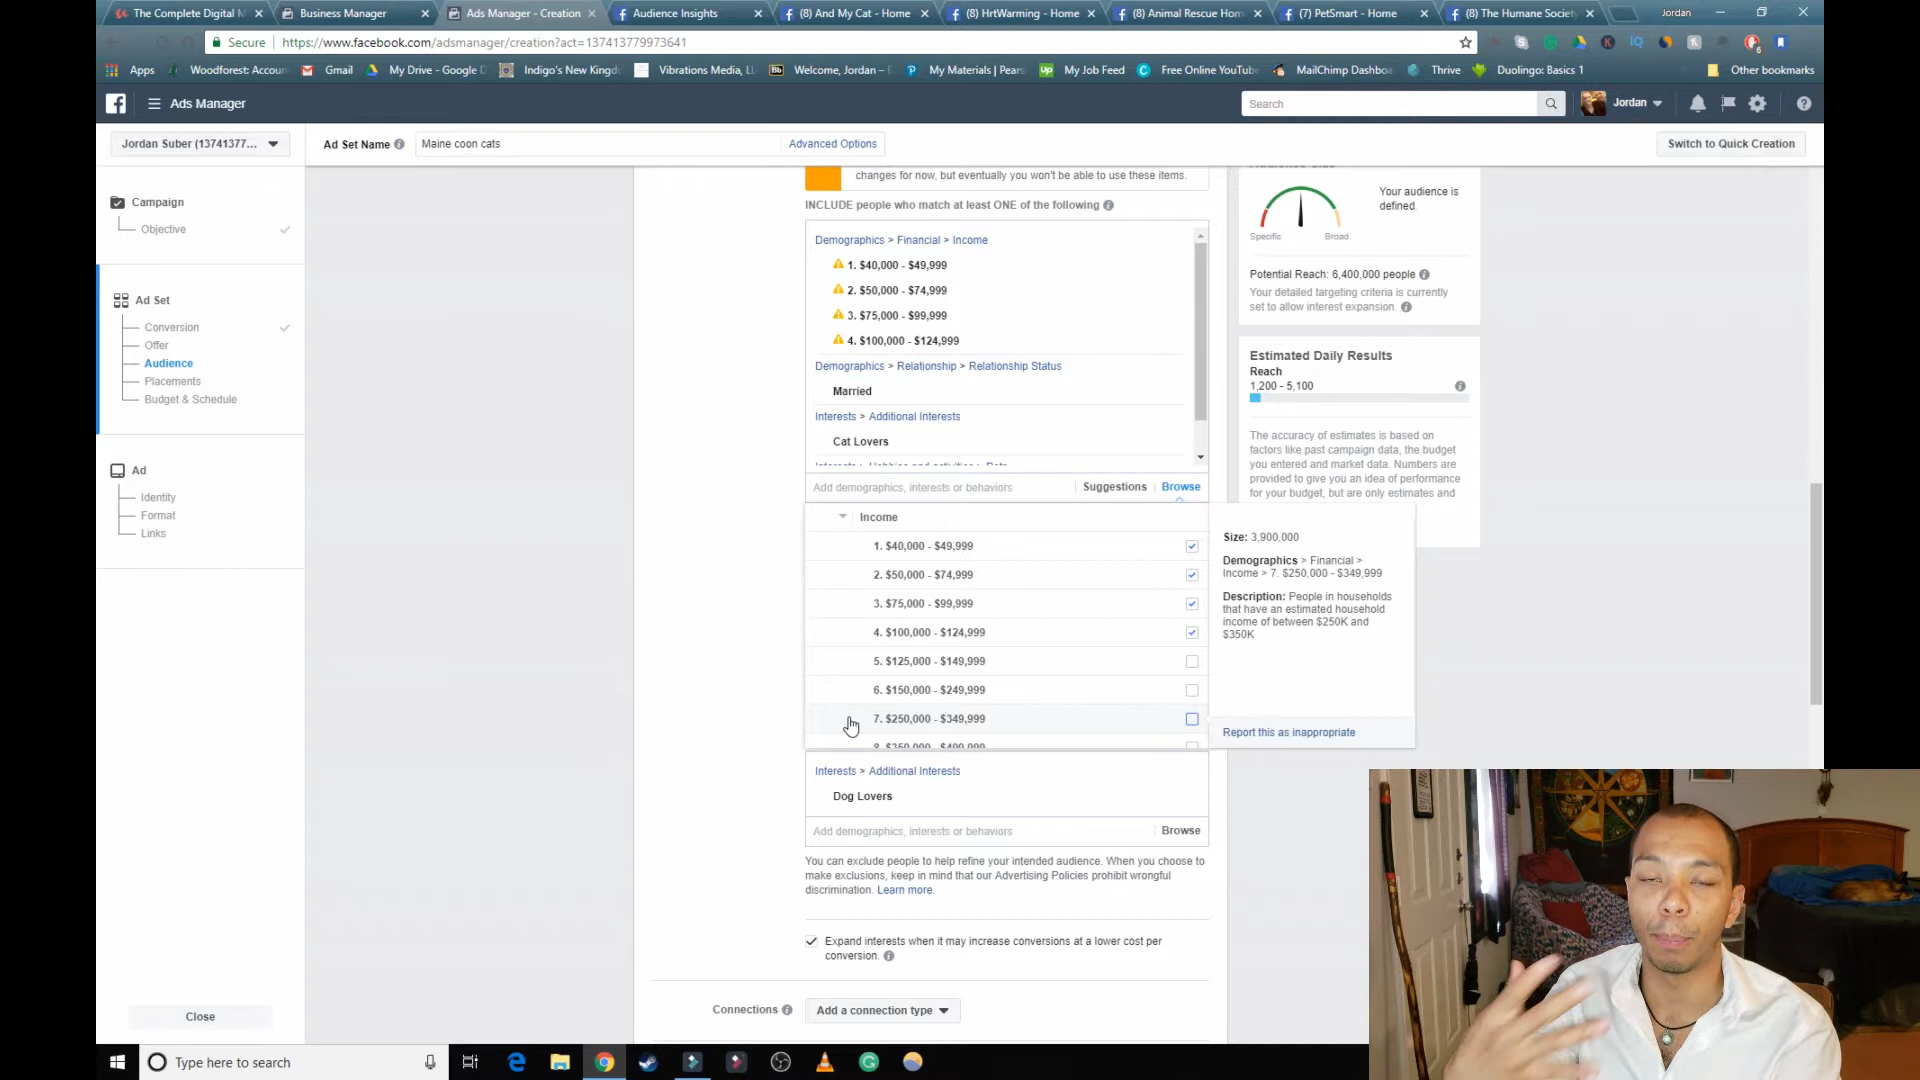 The Complete Digital M
Business Manager
Ads Manager - Creation
Audience Insights
(8) And My Cat - Home
(8) HrtWarming - Home
(8) Animal Rescue Hom
(7) PetSmart - Home
(8) The Humane Society
Jordan
Secure
https://www.facebook.com/adsmanager/creation?act=137413779973641
Apps
Woodforest: Accoun
Gmail
My Drive - Google D
Indigo's New Kingdo
Vibrations Media, LL
Welcome, Jordan –
My Materials | Pears
My Job Feed
Free Online YouTube
MailChimp Dashboa
Thrive
Duolingo: Basics 1
Other bookmarks
Ads Manager
Search
Jordan
Jordan Suber (13741377...
Ad Set Name
Maine coon cats
Advanced Options
Switch to Quick Creation
Campaign
Objective
Ad Set
Conversion
Offer
Audience
Placements
Budget & Schedule
Ad
Identity
Format
Links
Close
changes for now, but eventually you won't be able to use these items.
INCLUDE people who match at least ONE of the following
Demographics > Financial > Income
1. $40,000 - $49,999
2. $50,000 - $74,999
3. $75,000 - $99,999
4. $100,000 - $124,999
Demographics > Relationship > Relationship Status
Married
Interests > Additional Interests
Cat Lovers
Interests > Hobbies and activities > Pets
Add demographics, interests or behaviors
Suggestions
Browse
Income
1. $40,000 - $49,999
2. $50,000 - $74,999
3. $75,000 - $99,999
4. $100,000 - $124,999
5. $125,000 - $149,999
6. $150,000 - $249,999
7. $250,000 - $349,999
8. $350,000 - $499,999
Size: 3,900,000
Demographics > Financial >
Income > 7. $250,000 - $349,999
Description: People in households
that have an estimated household
income of between $250K and
$350K
Report this as inappropriate
Interests > Additional Interests
Dog Lovers
Add demographics, interests or behaviors
Browse
You can exclude people to help refine your intended audience. When you choose to
make exclusions, keep in mind that our Advertising Policies prohibit wrongful
discrimination. Learn more.
Expand interests when it may increase conversions at a lower cost per
conversion.
Connections
Add a connection type
Audience Size
Your audience is
defined.
Specific
Broad
Potential Reach: 6,400,000 people
Your detailed targeting criteria is currently
set to allow interest expansion.
Estimated Daily Results
Reach
1,200 - 5,100
The accuracy of estimates is based on
factors like past campaign data, the budget
you entered and market data. Numbers are
provided to give you an idea of performance
for your budget, but are only estimates and
Type here to search